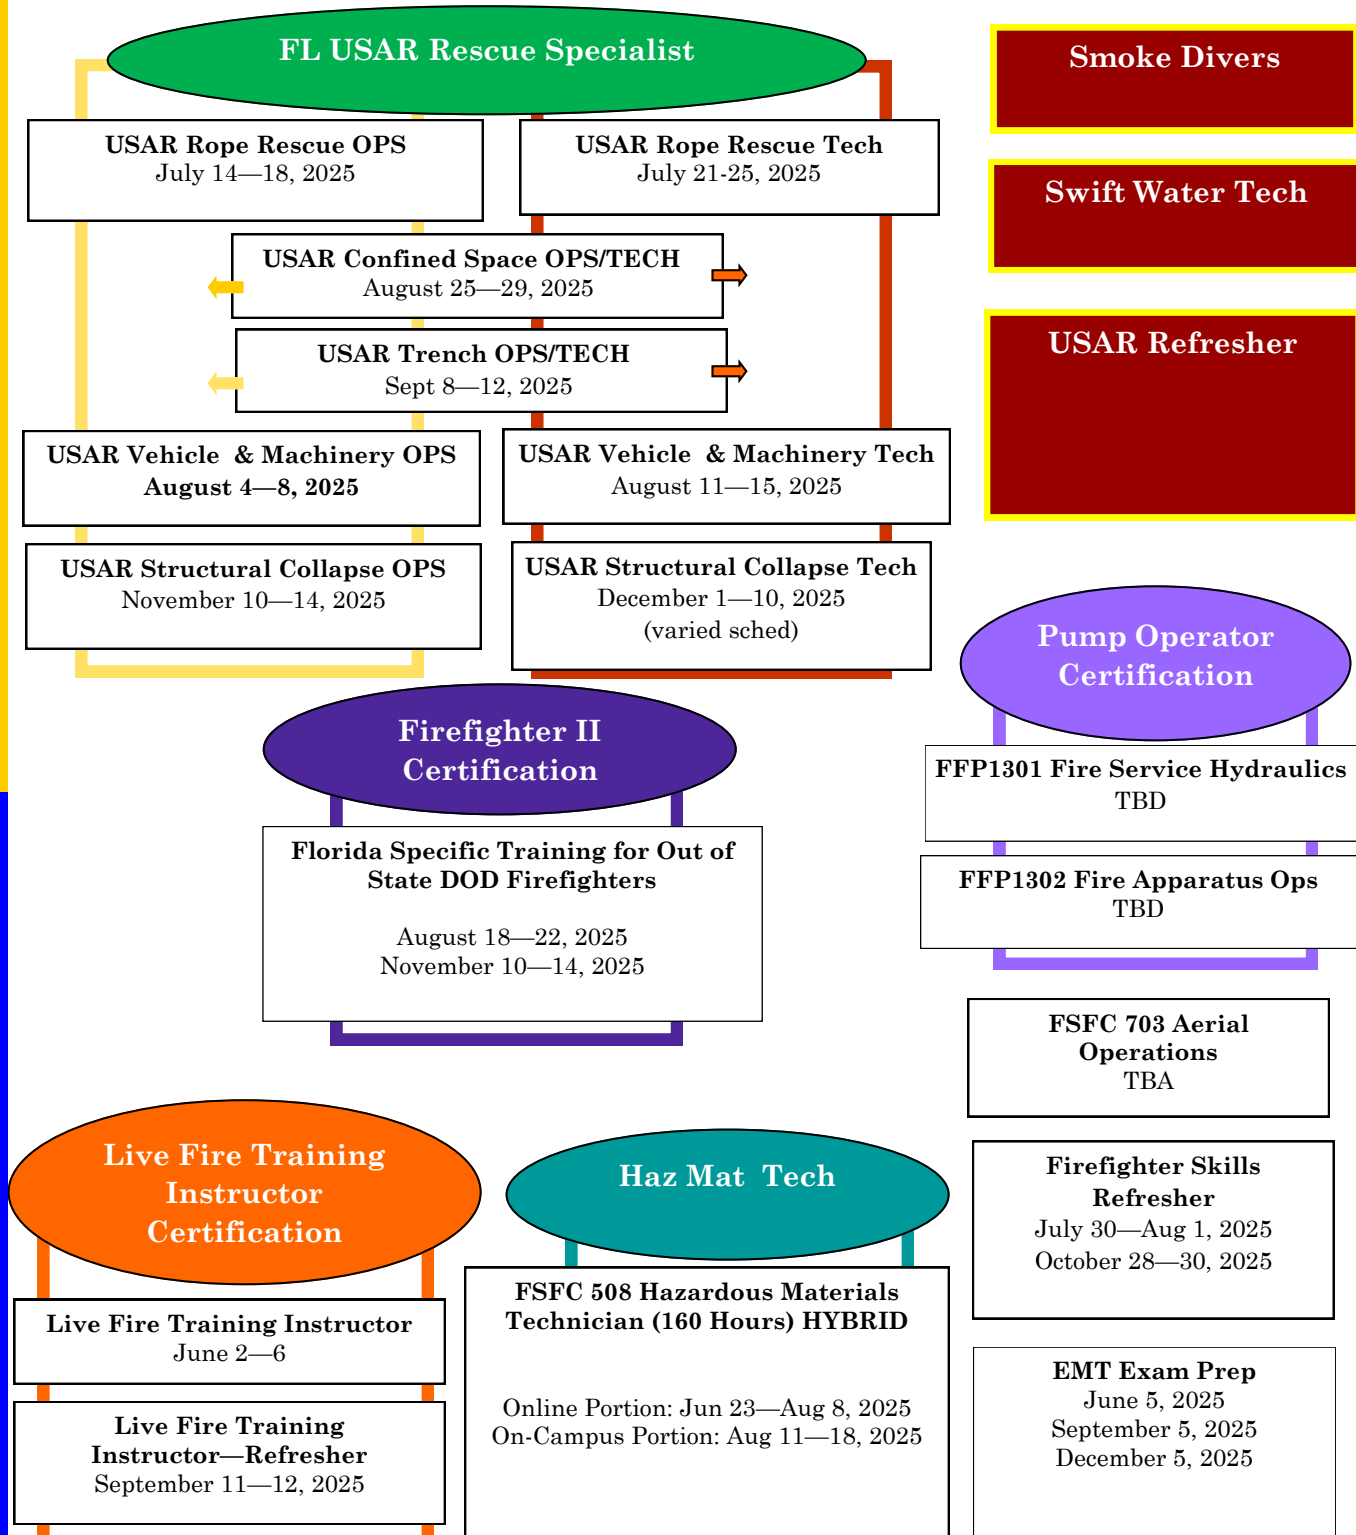 FL USAR Rescue Specialist
USAR Rope Rescue OPS
July 14—18, 2025
USAR Rope Rescue Tech
July 21-25, 2025
USAR Confined Space OPS/TECH
August 25—29, 2025
USAR Trench OPS/TECH
Sept 8—12, 2025
USAR Vehicle & Machinery OPS
August 4—8, 2025
USAR Vehicle & Machinery Tech
August 11—15, 2025
USAR Structural Collapse OPS
November 10—14, 2025
USAR Structural Collapse Tech
December 1—10, 2025
(varied sched)
Smoke Divers
Swift Water Tech
USAR Refresher
Pump Operator
Certification
FFP1301 Fire Service Hydraulics
TBD
FFP1302 Fire Apparatus Ops
TBD
Firefighter II
Certification
Florida Specific Training for Out of
State DOD Firefighters
August 18—22, 2025
November 10—14, 2025
FSFC 703 Aerial
Operations
TBA
Firefighter Skills
Refresher
July 30—Aug 1, 2025
October 28—30, 2025
EMT Exam Prep
June 5, 2025
September 5, 2025
December 5, 2025
Live Fire Training
Instructor
Certification
Live Fire Training Instructor
June 2—6
Live Fire Training
Instructor—Refresher
September 11—12, 2025
Haz Mat Tech
FSFC 508 Hazardous Materials
Technician (160 Hours) HYBRID
Online Portion: Jun 23—Aug 8, 2025
On-Campus Portion: Aug 11—18, 2025